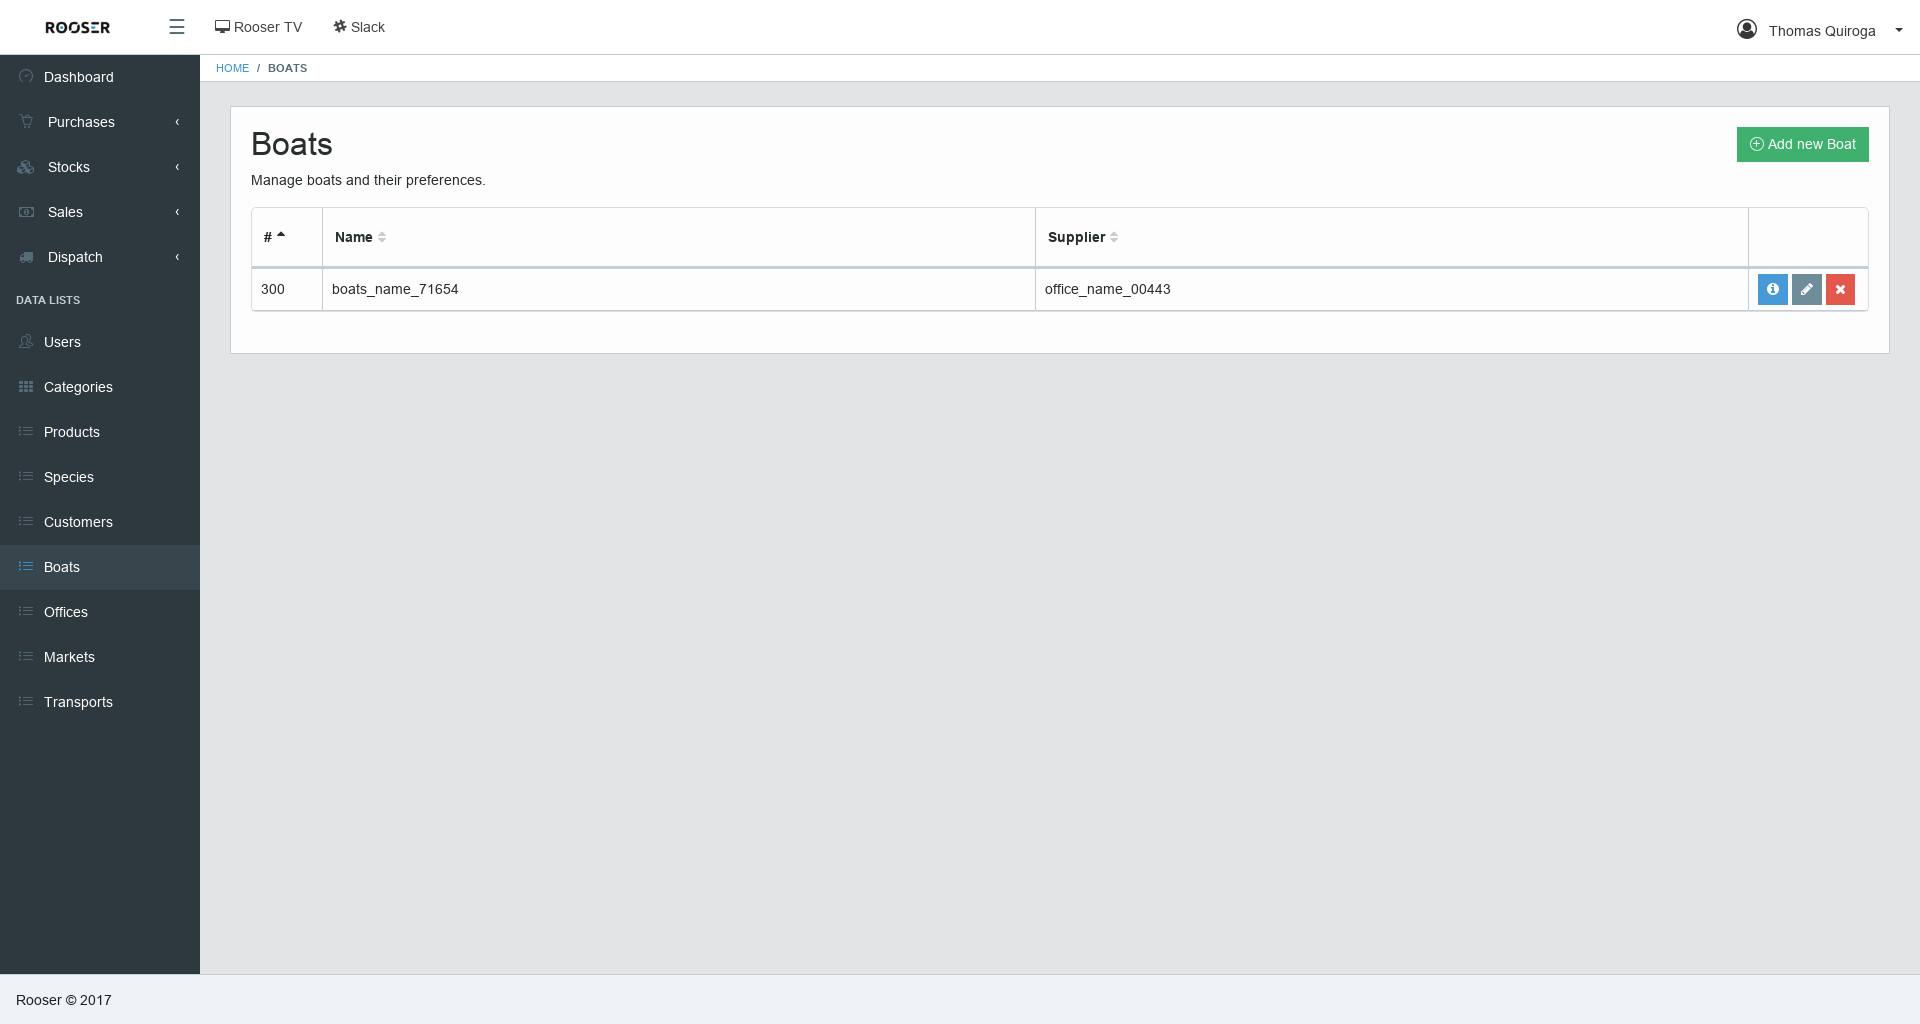 ROOSER
Rooser TV
Slack
Thomas Quiroga
HOME / BOATS
Dashboard
Purchases
Stocks
Sales
Dispatch
DATA LISTS
Users
Categories
Products
Species
Customers
Boats
Offices
Markets
Transports
Boats
Add new Boat
Manage boats and their preferences.
# Name Supplier
300 boats_name_71654 office_name_00443
Rooser © 2017